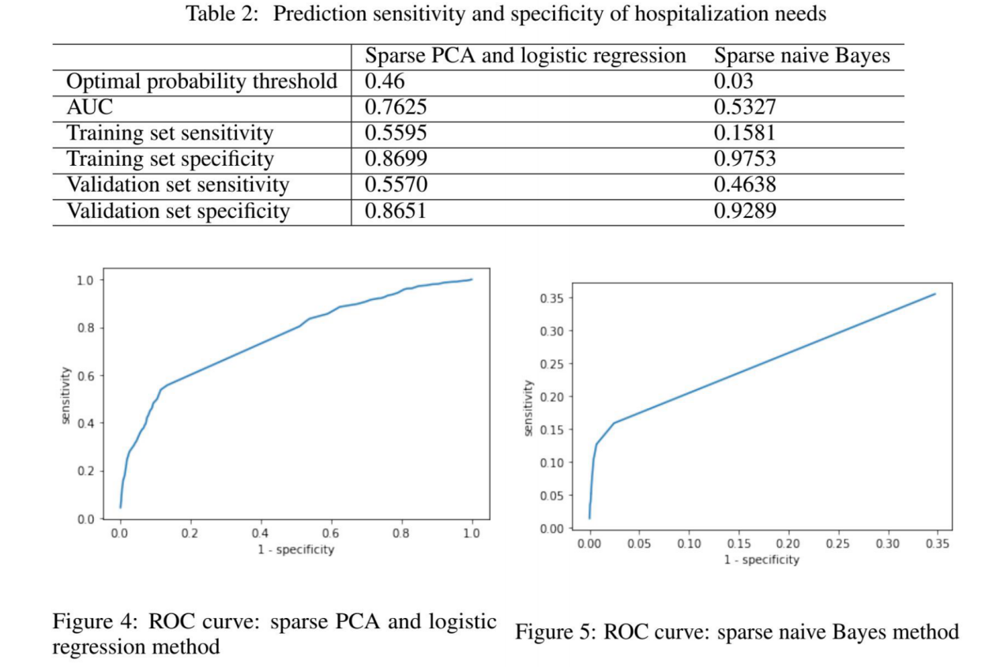 Table 2: Prediction sensitivity and specificity of hospitalization needs
Sparse PCA and logistic regression Sparse naive Bayes
Optimal probability threshold 0.46 0.03
AUC 0.7625 0.5327
Training set sensitivity 0.5595 0.1581
Training set specificity 0.8699 0.9753
Validation set sensitivity 0.5570 0.4638
Validation set specificity 0.8651 0.9289
1.0
0.8
0.6
0.4
0.2
0.0
sensitivity
0.0 0.2 0.4 0.6 0.8 1.0
1 - specificity
0.35
0.30
0.25
0.20
0.15
0.10
0.05
0.00
sensitivity
0.00 0.05 0.10 0.15 0.20 0.25 0.30 0.35
1 - specificity
Figure 4: ROC curve: sparse PCA and logistic
regression method
Figure 5: ROC curve: sparse naive Bayes method